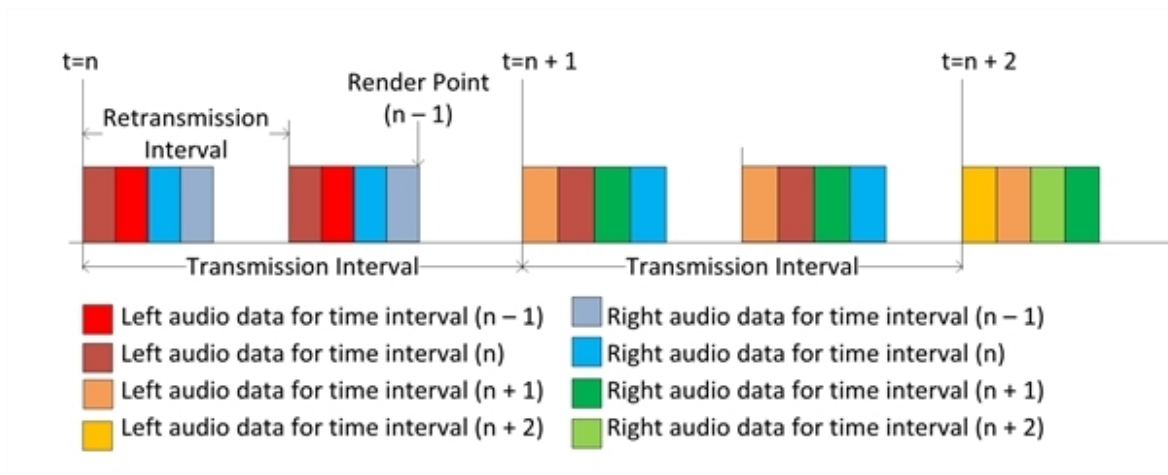 t=n
t=n + 1
t=n + 2
Render Point
(n – 1)
Retransmission
Interval
Transmission Interval
Transmission Interval
Left audio data for time interval (n – 1)
Right audio data for time interval (n – 1)
Left audio data for time interval (n)
Right audio data for time interval (n)
Left audio data for time interval (n + 1)
Right audio data for time interval (n + 1)
Left audio data for time interval (n + 2)
Right audio data for time interval (n + 2)